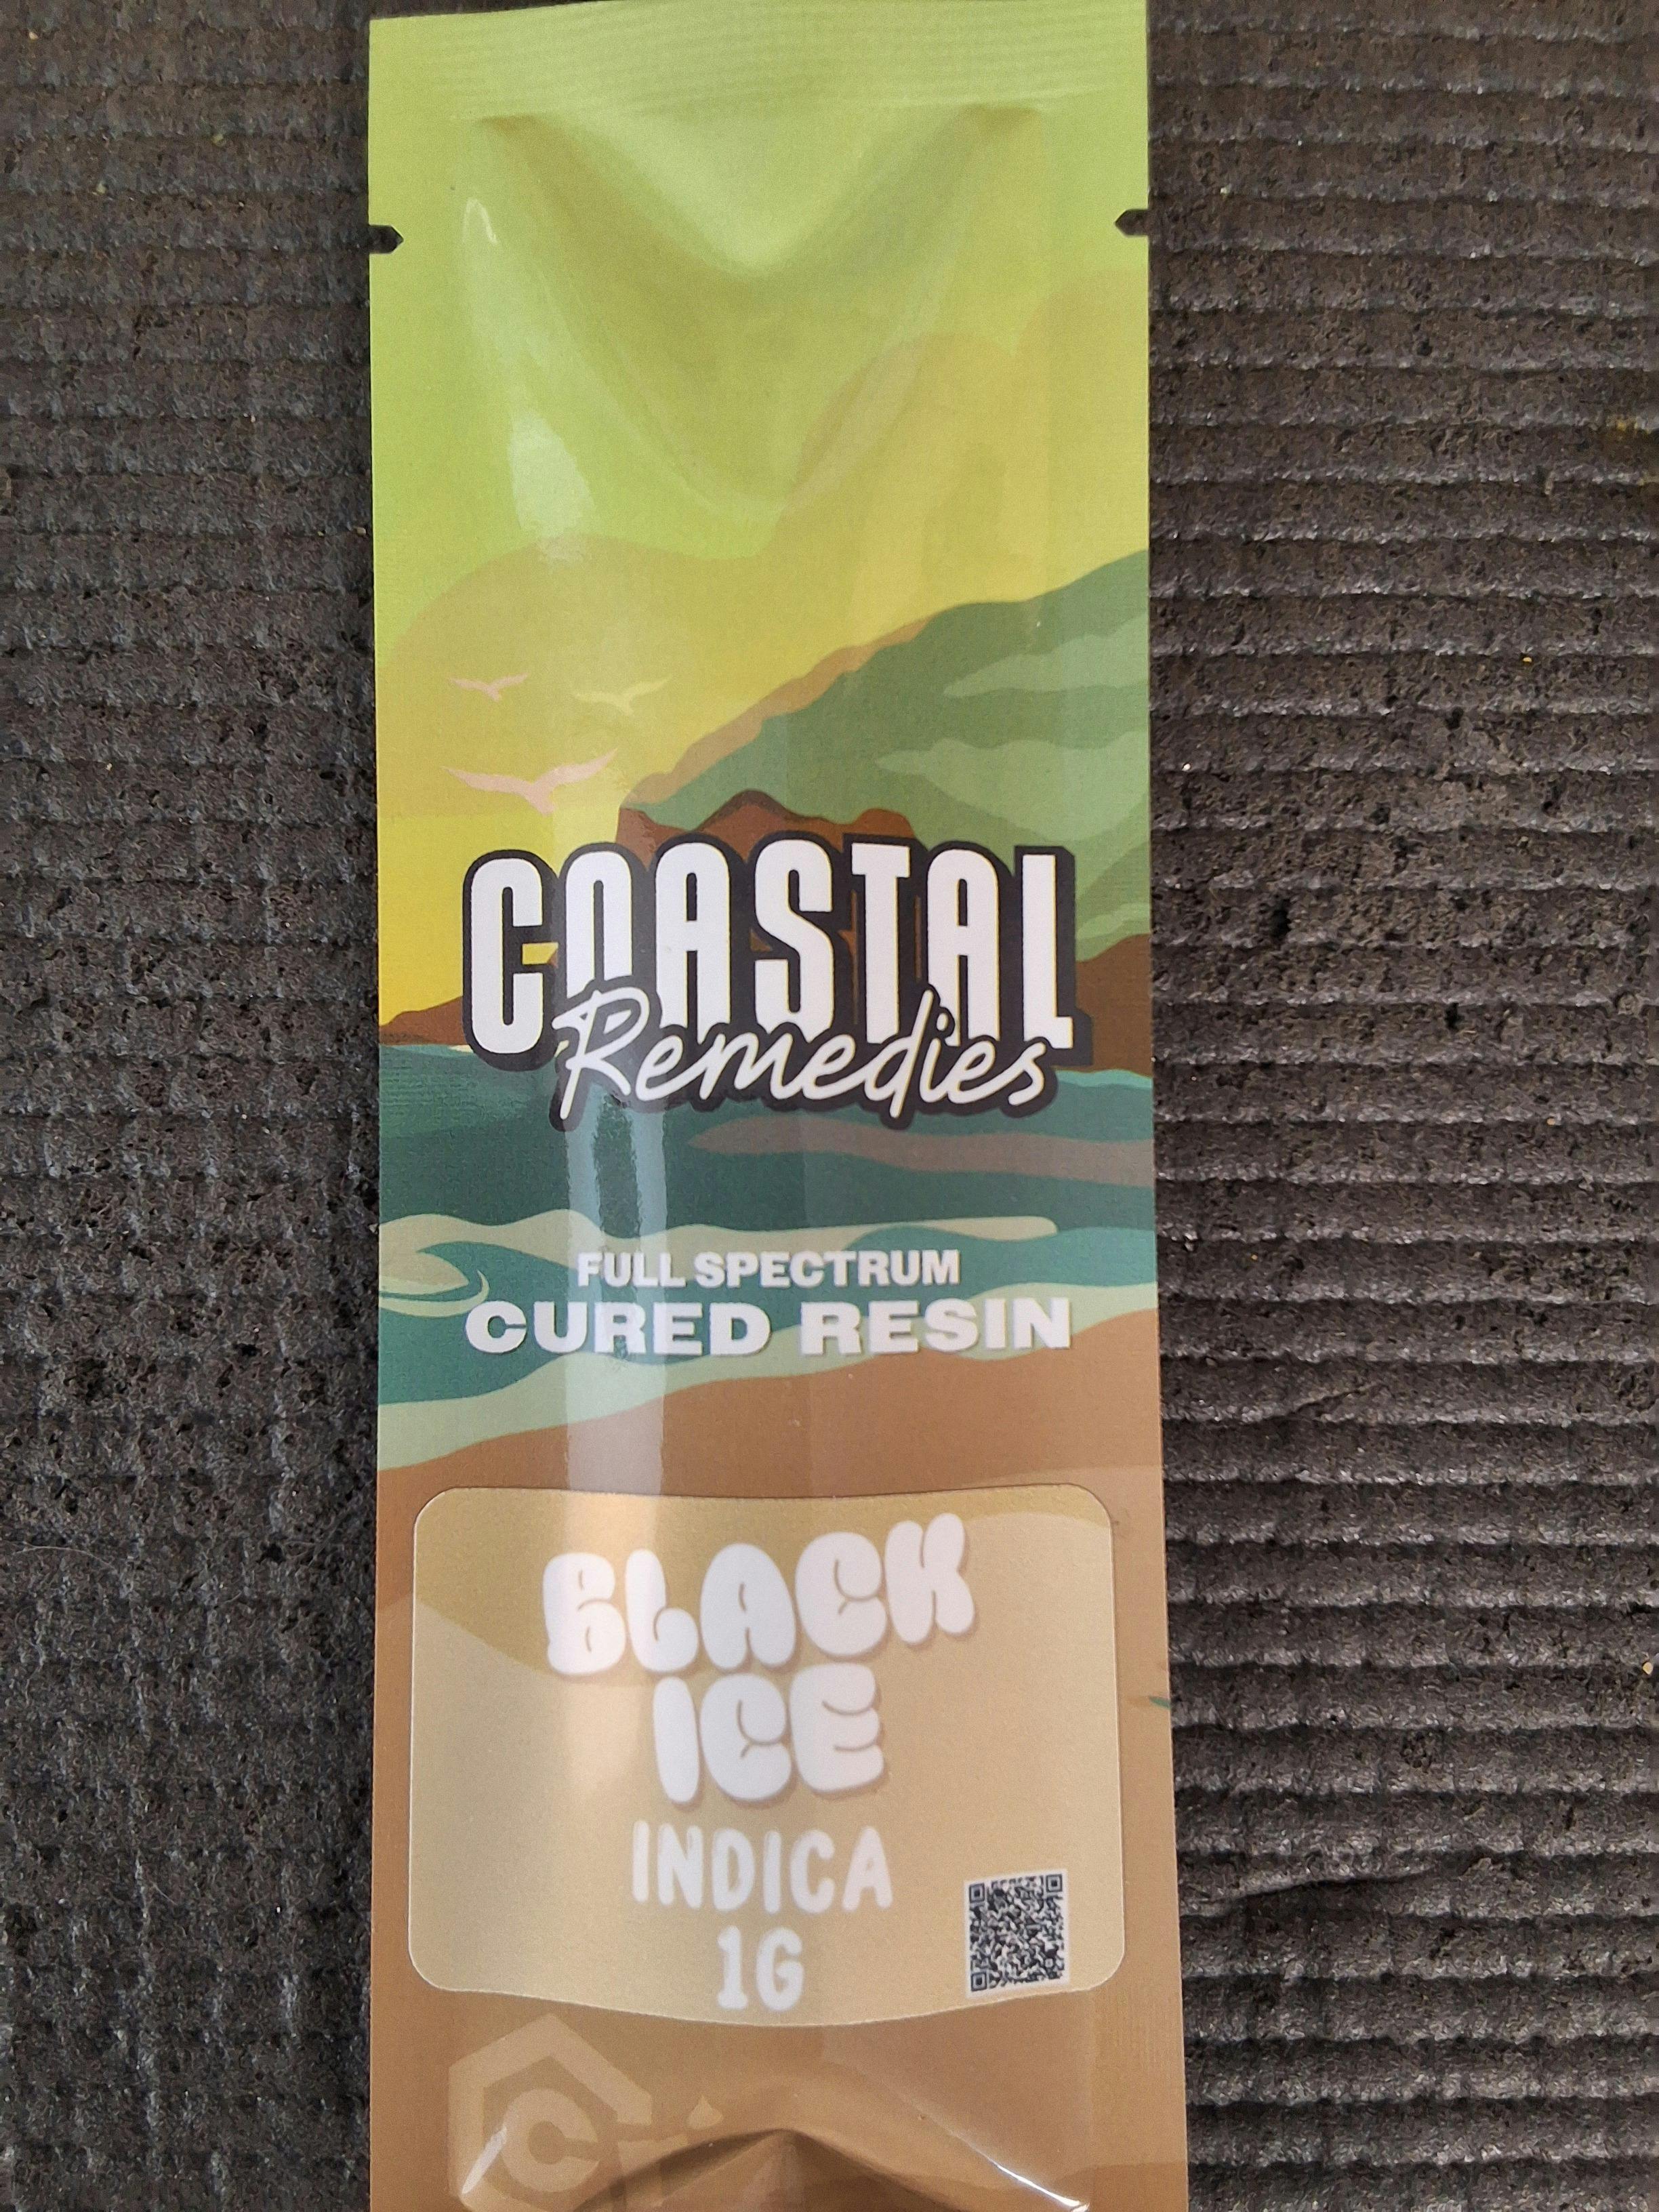 COASTAL
Remedies
FULL SPECTRUM
CURED RESIN
BLACK
ICE
INDICA
1G
C